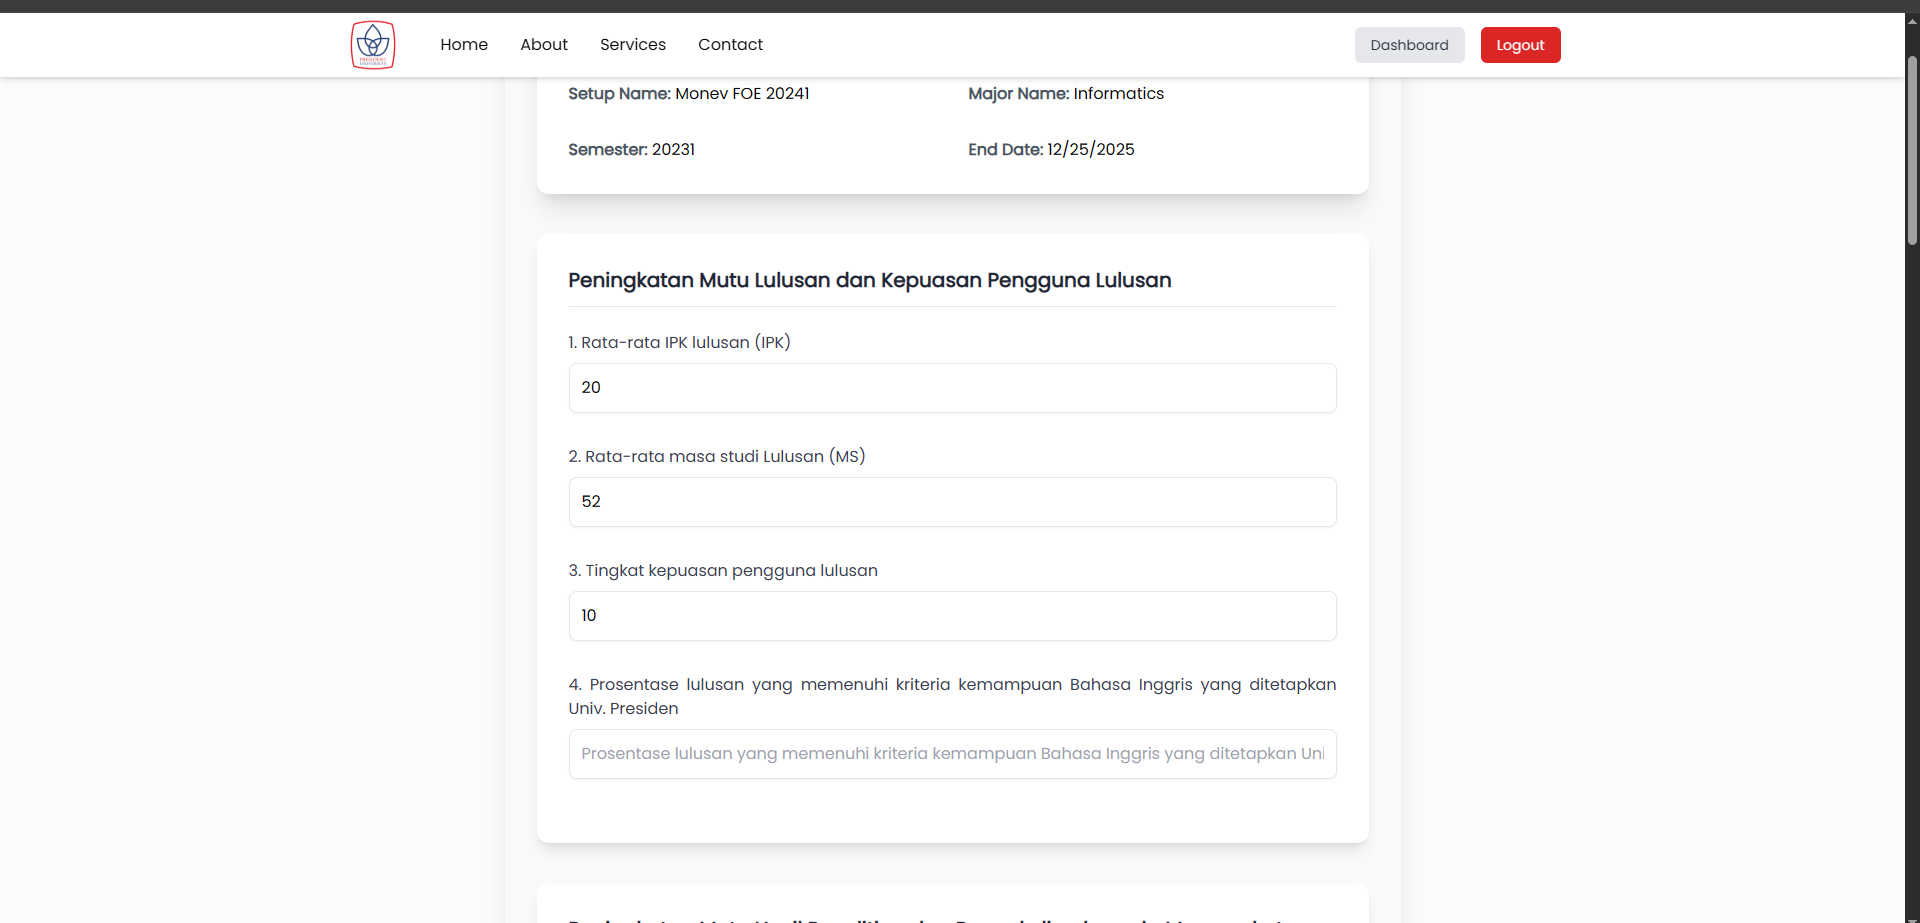 PRESIDENT
UNIVERSITY
Home About Services Contact Dashboard Logout
Setup Name: Monev FOE 20241 Major Name: Informatics
Semester: 20231 End Date: 12/25/2025
Peningkatan Mutu Lulusan dan Kepuasan Pengguna Lulusan
1. Rata-rata IPK lulusan (IPK)
20
2. Rata-rata masa studi Lulusan (MS)
52
3. Tingkat kepuasan pengguna lulusan
10
4. Prosentase lulusan yang memenuhi kriteria kemampuan Bahasa Inggris yang ditetapkan
Univ. Presiden
Prosentase lulusan yang memenuhi kriteria kemampuan Bahasa Inggris yang ditetapkan Uni